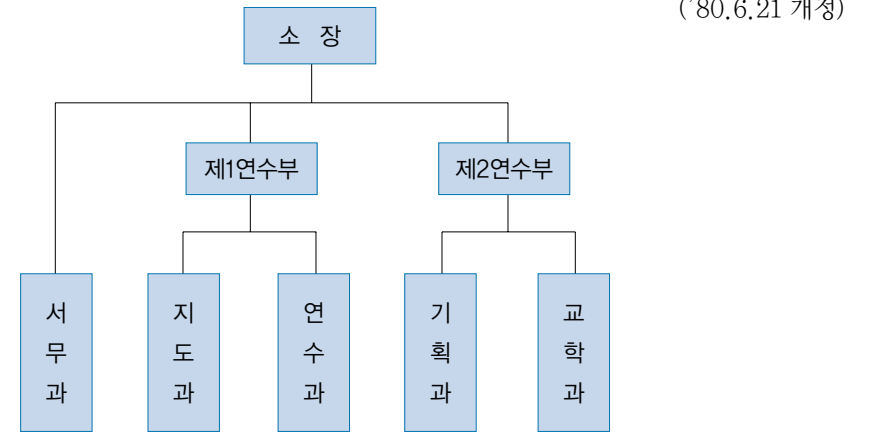 (´80.6.21 개정)
소 장
제1연수부
제2연수부
서무과
지도과
연수과
기획과
교학과